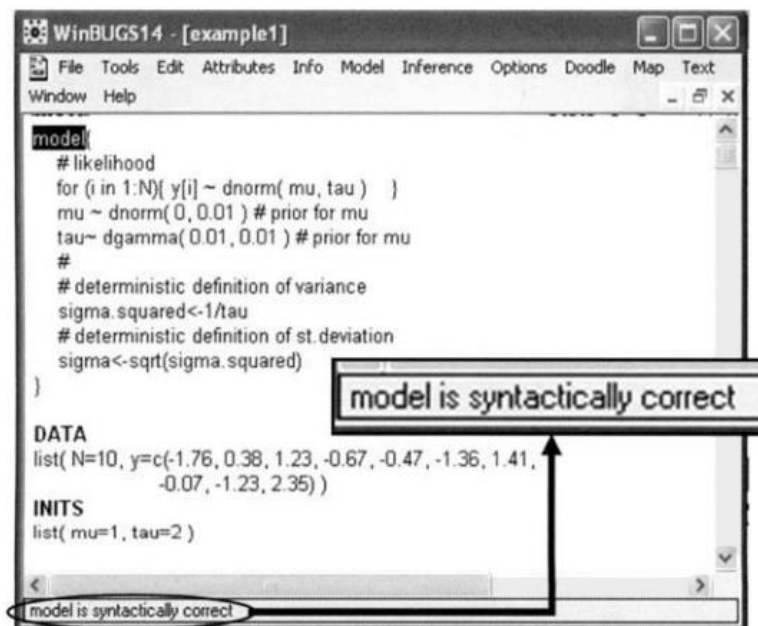 WinBUGS14 - [example1]
File Tools Edit Attributes Info Model Inference Options Doodle Map Text
Window Help
model{
# likelihood
for (i in 1:N){ y[i] ~ dnorm( mu, tau ) }
mu ~ dnorm( 0, 0.01 ) # prior for mu
tau~ dgamma( 0.01, 0.01 ) # prior for mu
#
# deterministic definition of variance
sigma.squared<-1/tau
# deterministic definition of st.deviation
sigma<-sqrt(sigma.squared)
}
model is syntactically correct
DATA
list( N=10, y=c(-1.76, 0.38, 1.23, -0.67, -0.47, -1.36, 1.41,
-0.07, -1.23, 2.35) )
INITS
list( mu=1, tau=2 )
model is syntactically correct